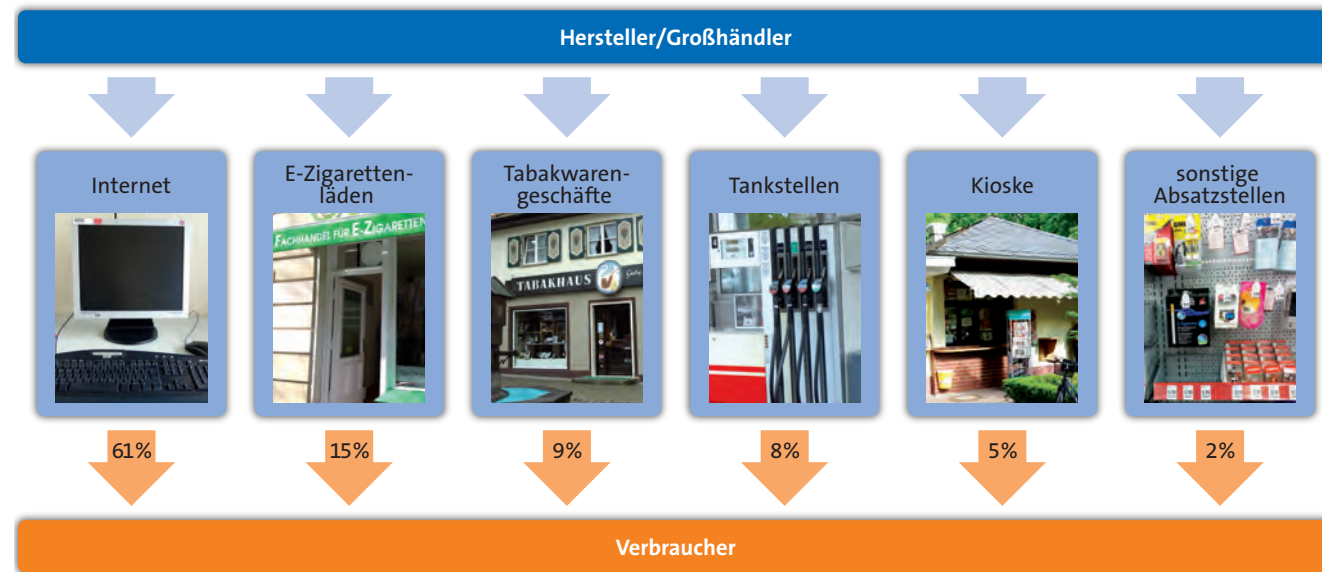 Hersteller/Großhändler
Internet
E-Zigaretten-
läden
Tabakwaren-
geschäfte
Tankstellen
Kioske
sonstige
Absatzstellen
FACHHANDEL FÜR E-ZIGARETTEN
TABAKHAUS
61%
15%
9%
8%
5%
2%
Verbraucher